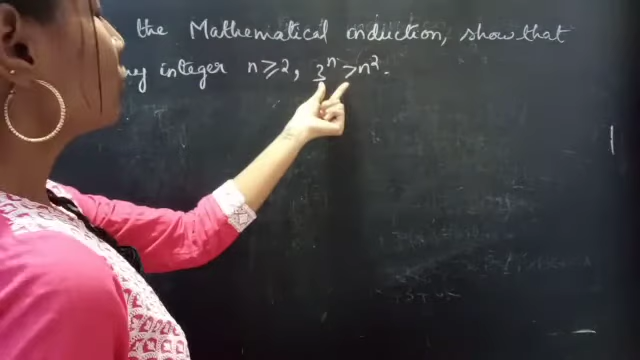 the Mathematical induction, show that
integer n ≥ 2, 3ⁿ > n².